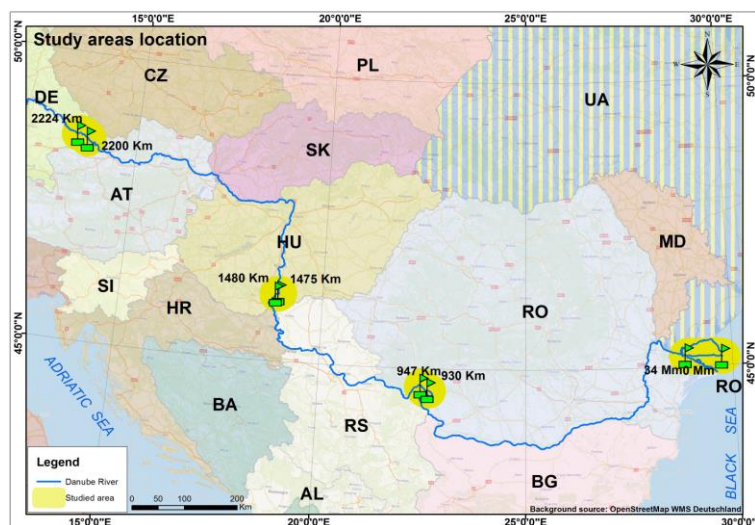 15°0'0"E 20°0'0"E 25°0'0"E 30°0'0"E
Study areas location
50°0'0"N
50°0'0"N
PL
CZ
DE
UA
2224 Km
2200 Km
SK
AT
MD
HU
1480 Km 1475 Km
SI
HR
RO
45°0'0"N
45°0'0"N
947 Km 930 Km
34 Mm 0 Mm
RO
ADRIATIC SEA
BA
RS
BLACK SEA
Legend
Danube River
Studied area
0 50 100 200
Km
AL
BG
Background source: OpenStreetMap WMS Deutschland
15°0'0"E 20°0'0"E 25°0'0"E 30°0'0"E